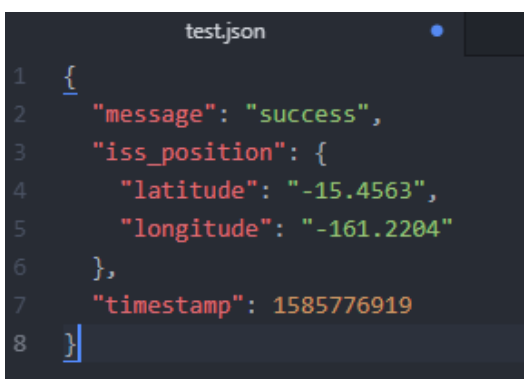 test.json
1 {
2 "message": "success",
3 "iss_position": {
4 "latitude": "-15.4563",
5 "longitude": "-161.2204"
6 },
7 "timestamp": 1585776919
8 }